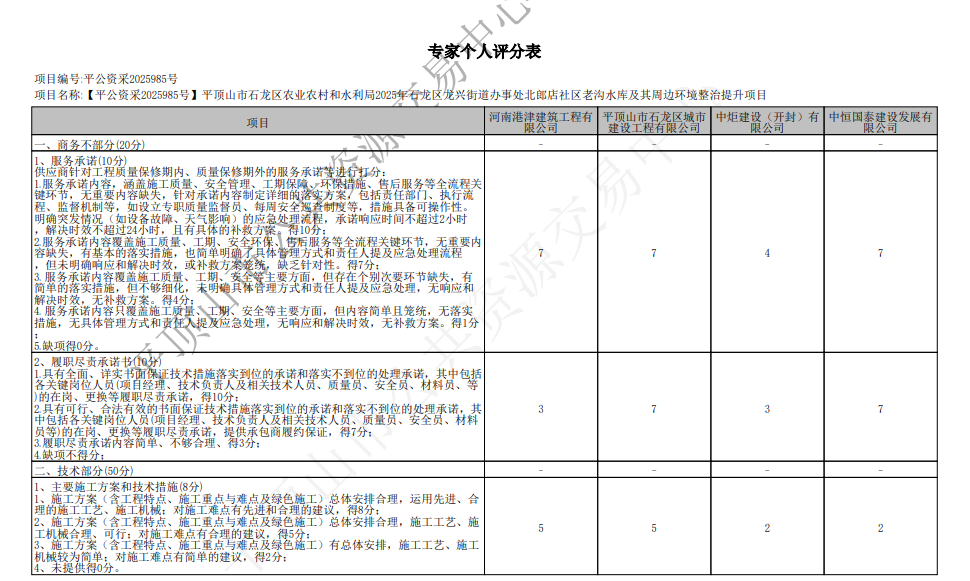 专家个人评分表
项目编号:平公资采2025985号
项目名称:【平公资采2025985号】平顶山市石龙区农业农村和水利局2025年石龙区龙兴街道办事处北郎店社区老沟水库及其周边环境整治提升项目
项目
河南港津建筑工程有
限公司
平顶山市石龙区城市
建设工程有限公司
中炬建设（开封）有
限公司
中恒国泰建设发展有
限公司
一、商务不部分(20分)
-
-
-
-
1、服务承诺(10分)
供应商针对工程质量保修期内、质量保修期外的服务承诺等进行打分:
1.服务承诺内容，涵盖施工质量、安全管理、工期保障、环保措施、售后服务等全流程关
键环节，无重要内容缺失，针对承诺内容制定详细的落实方案，包括责任部门、执行流
程、监督机制等，如设立专职质量监督员、每周安全巡查制度等，措施具备可操作性。
明确突发情况（如设备故障、天气影响）的应急处理流程，承诺响应时间不超过2小时
，解决时效不超过24小时，且有具体的补救方案。得10分；
2.服务承诺内容覆盖施工质量、工期、安全环保、售后服务等全流程关键环节，无重要内
容缺失，有基本的落实措施，也简单明确了具体管理方式和责任人提及应急处理流程
，但未明确响应和解决时效，或补救方案笼统，缺乏针对性。得7分；
3.服务承诺内容覆盖施工质量、工期、安全等主要方面，但存在个别次要环节缺失，有
简单的落实措施，但不够细化，未明确具体管理方式和责任人提及应急处理，无响应和
解决时效，无补救方案。得4分；
4.服务承诺内容只覆盖施工质量、工期、安全等主要方面，但内容简单且笼统，无落实
措施，无具体管理方式和责任人提及应急处理，无响应和解决时效，无补救方案。得1分
；
5.缺项得0分。
7
7
4
7
2、履职尽责承诺书(10分)
1.具有全面、详实书面保证技术措施落实到位的承诺和落实不到位的处理承诺，其中包括
各关键岗位人员(项目经理、技术负责人及相关技术人员、质量员、安全员、材料员、等
)的在岗、更换等履职尽责承诺，得10分；
2.具有可行、合法有效的书面保证技术措施落实到位的承诺和落实不到位的处理承诺，其
中包括各关键岗位人员(项目经理、技术负责人及相关技术人员、质量员、安全员、材料
员等)的在岗、更换等履职尽责承诺，提供承包商履约保证，得7分；
3.履职尽责承诺内容简单、不够合理、得3分；
4.缺项不得分；
3
7
3
7
二、技术部分(50分)
-
-
-
-
1、主要施工方案和技术措施(8分)
1、施工方案（含工程特点、施工重点与难点及绿色施工）总体安排合理，运用先进、合
理的施工工艺、施工机械；对施工难点有先进和合理的建议，得8分；
2、施工方案（含工程特点、施工重点与难点及绿色施工）总体安排合理，施工工艺、施
工机械合理、可行；对施工难点有合理的建议，得5分；
3、施工方案（含工程特点、施工重点与难点及绿色施工）有总体安排，施工工艺、施工
机械较为简单；对施工难点有简单的建议，得2分；
4、未提供得0分。
5
5
2
2
平顶山市公共资源交易中心
平顶山市公共资源交易中